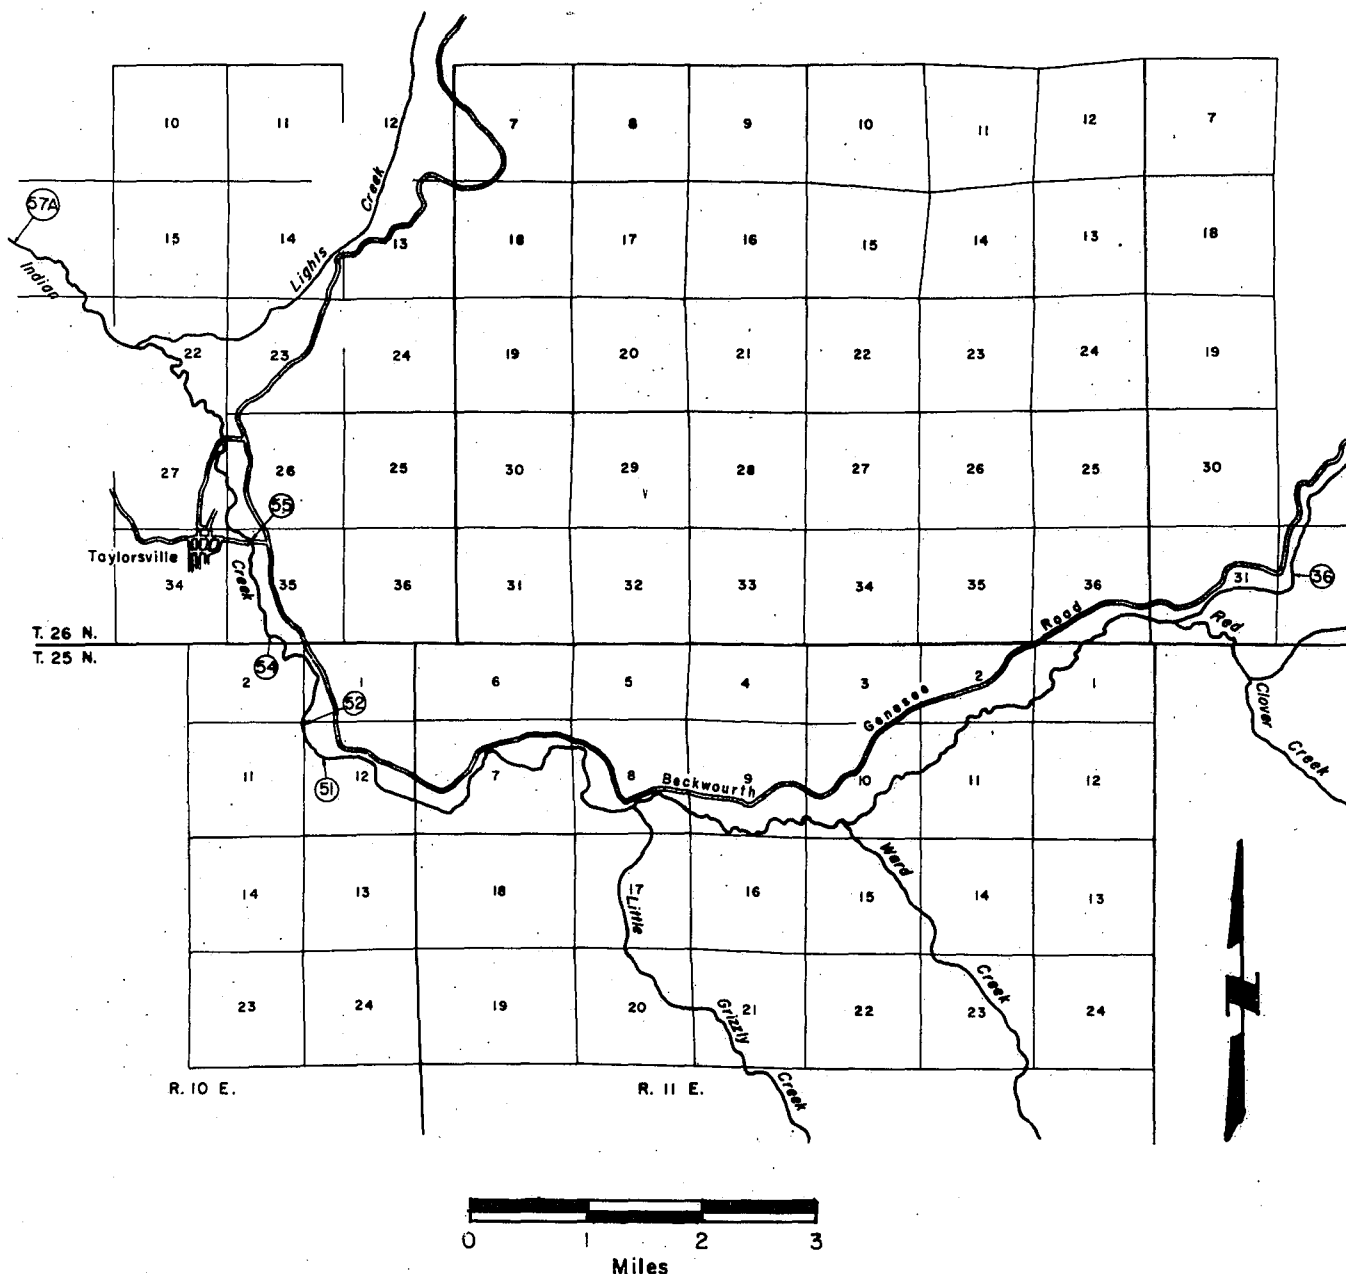 10 11 12 7 8 9 10 11 12 7
Creek
57A
15 14 13 18 17 16 15 14 13 18
Indian
Lights
22 23 24 19 20 21 22 23 24 19
27 26 25 30 29 28 27 26 25 30
55
Taylorsville
34 Creek 35 36 31 32 33 34 35 36 31 36
Road
Red
T. 26 N.
T. 25 N.
54
2 1 6 5 4 3 2 1
52
Genesee
Clover
Creek
11 12 7 8 9 10 11 12
Beckwourth
51
Ward
14 13 18 17 16 15 14 13
Little
Creek
23 24 19 20 21 22 23 24
Grizzly
Creek
R. 10 E. R. 11 E.
N
0 1 2 3
Miles